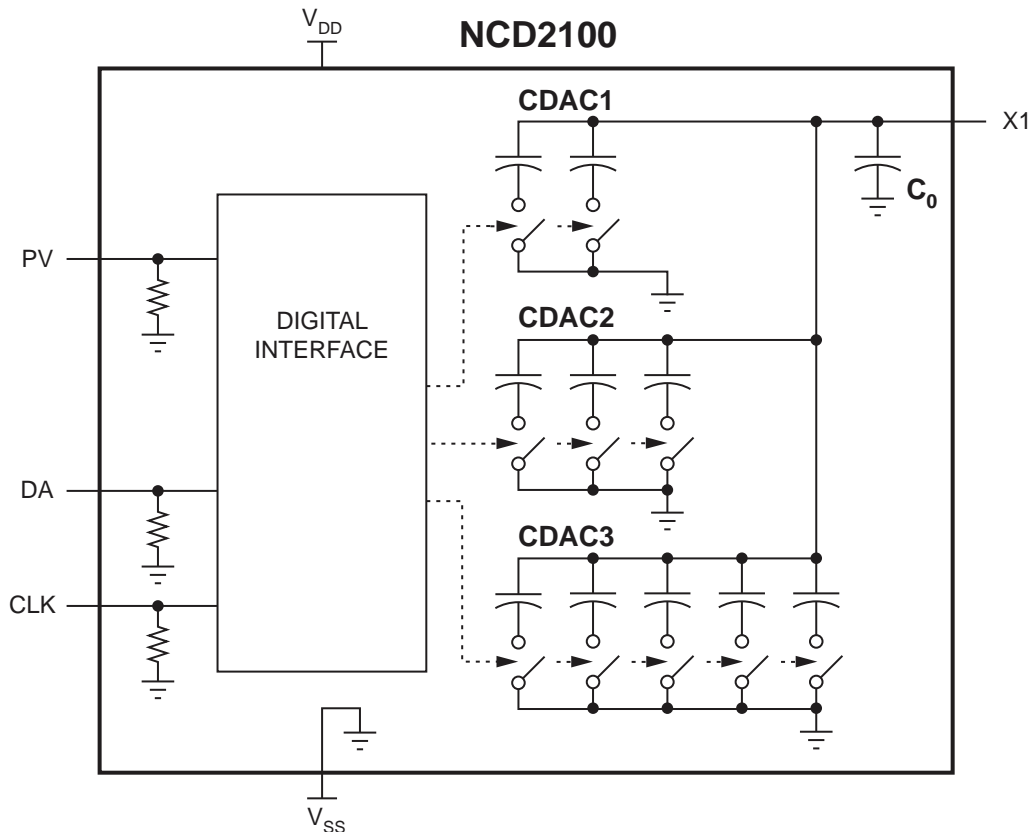 V_DD
NCD2100
CDAC1
X1
C_0
PV
DIGITAL
INTERFACE
CDAC2
DA
CDAC3
CLK
V_SS